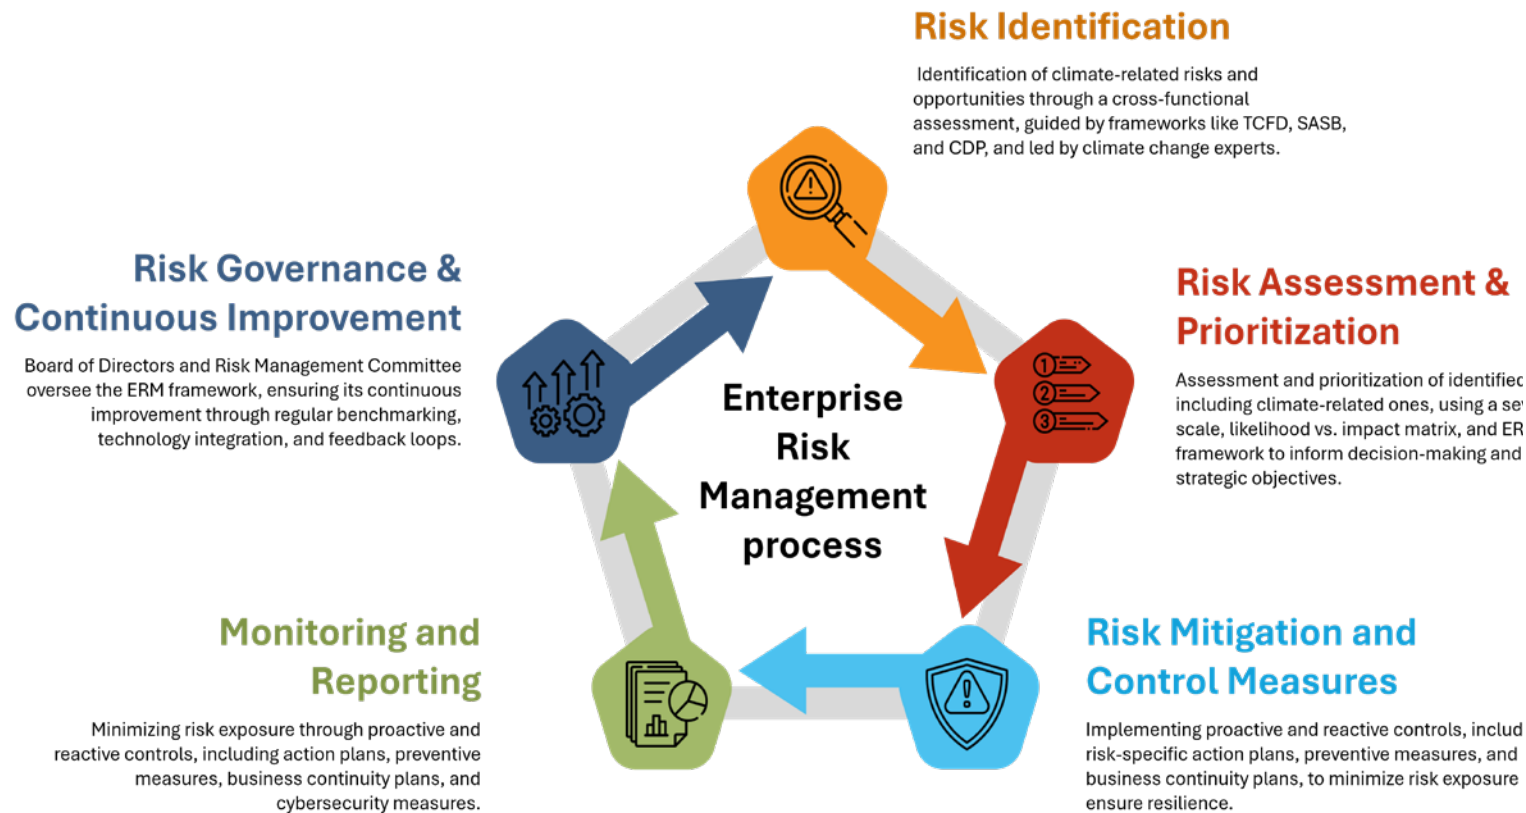 Risk Identification
Identification of climate-related risks and
opportunities through a cross-functional
assessment, guided by frameworks like TCFD, SASB,
and CDP, and led by climate change experts.
Risk Assessment &
Prioritization
Assessment and prioritization of identified
including climate-related ones, using a
scale, likelihood vs. impact matrix, and
framework to inform decision-making and
strategic objectives.
1
2
3
Risk Mitigation and
Control Measures
Implementing proactive and reactive controls,
risk-specific action plans, preventive measures, and
business continuity plans, to minimize risk exposure
ensure resilience.
Monitoring and
Reporting
Minimizing risk exposure through proactive and
reactive controls, including action plans, preventive
measures, business continuity plans, and
cybersecurity measures.
Risk Governance &
Continuous Improvement
Board of Directors and Risk Management Committee
oversee the ERM framework, ensuring its continuous
improvement through regular benchmarking,
technology integration, and feedback loops.
Enterprise
Risk
Management
process